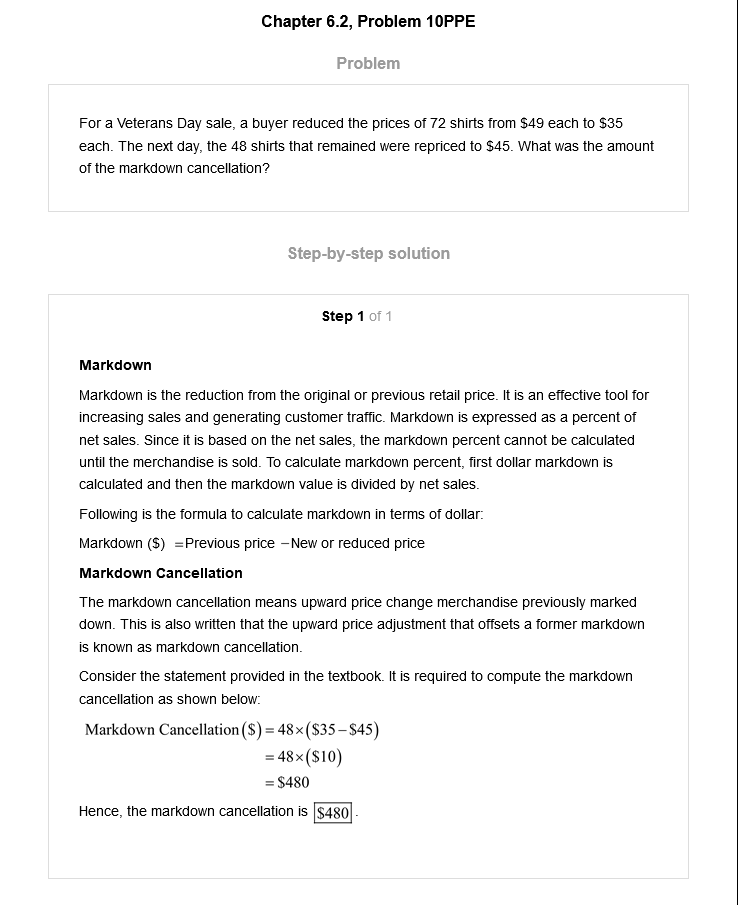 Chapter 6.2, Problem 10PPE
Problem
For a Veterans Day sale, a buyer reduced the prices of 72 shirts from $49 each to $35
each. The next day, the 48 shirts that remained were repriced to $45. What was the amount
of the markdown cancellation?
Step-by-step solution
Step 1 of 1
Markdown
Markdown is the reduction from the original or previous retail price. It is an effective tool for
increasing sales and generating customer traffic. Markdown is expressed as a percent of
net sales. Since it is based on the net sales, the markdown percent cannot be calculated
until the merchandise is sold. To calculate markdown percent, first dollar markdown is
calculated and then the markdown value is divided by net sales.
Following is the formula to calculate markdown in terms of dollar:
Markdown ($) =Previous price −New or reduced price
Markdown Cancellation
The markdown cancellation means upward price change merchandise previously marked
down. This is also written that the upward price adjustment that offsets a former markdown
is known as markdown cancellation.
Consider the statement provided in the textbook. It is required to compute the markdown
cancellation as shown below:
Markdown Cancellation($)=48×($35−$45)
=48×($10)
=$480
Hence, the markdown cancellation is $480.